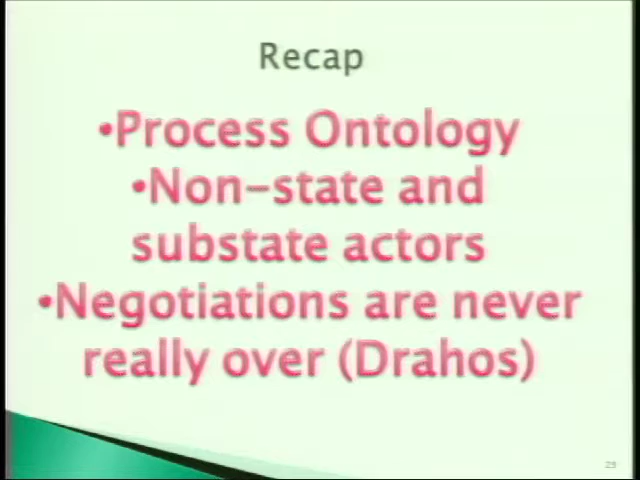 Recap
•Process Ontology
•Non-state and
substate actors
•Negotiations are never
really over (Drahos)